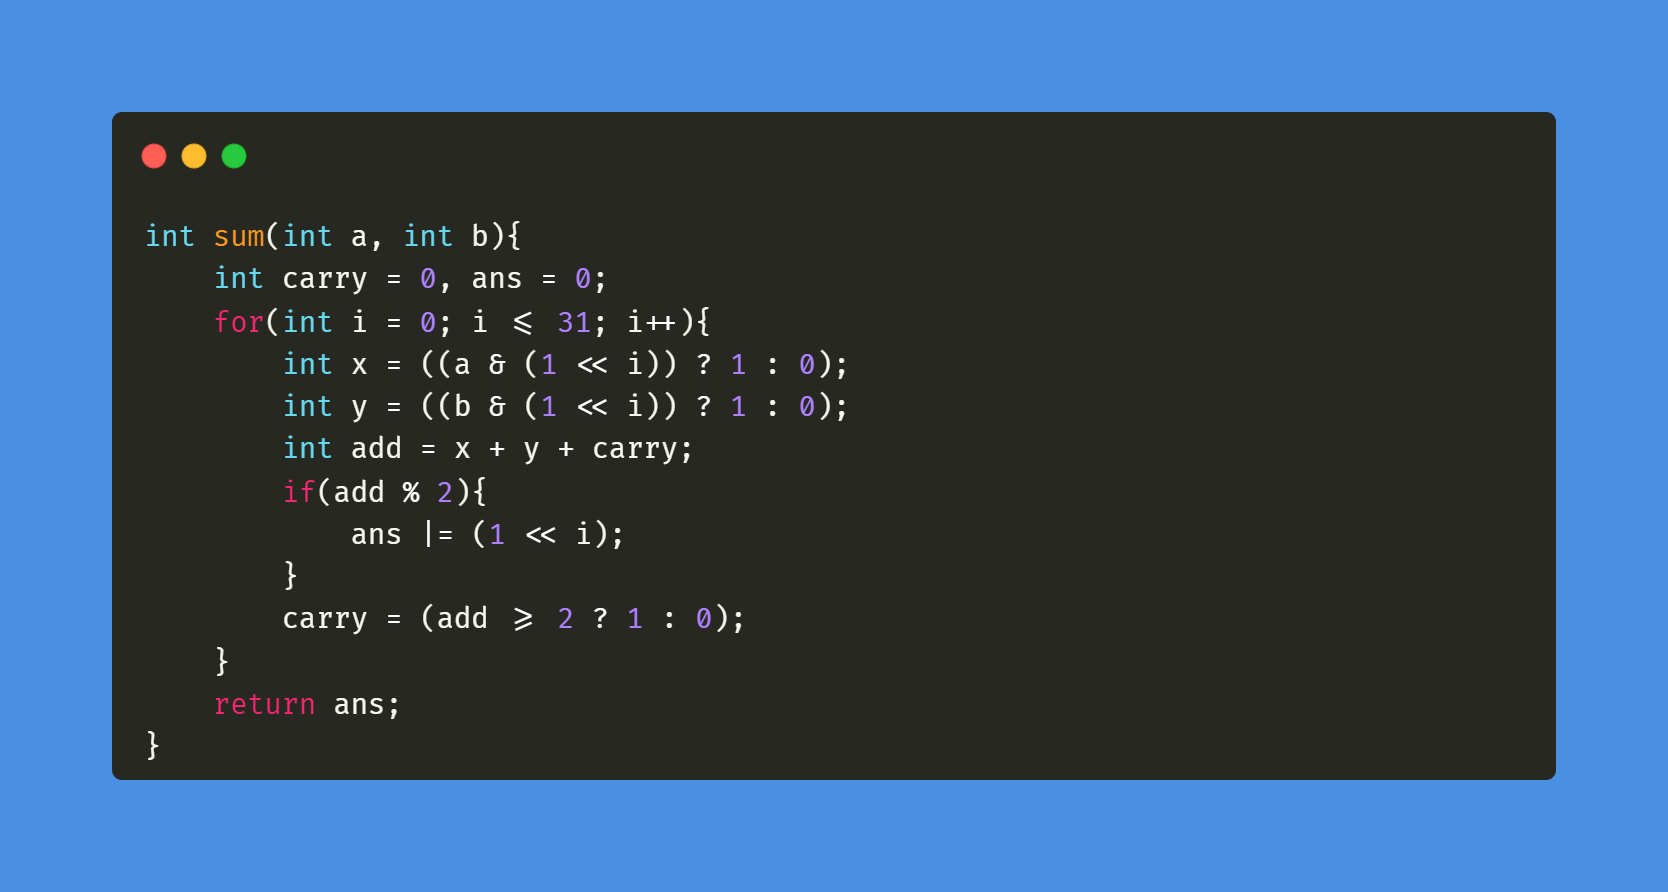 int sum(int a, int b){
    int carry = 0, ans = 0;
    for(int i = 0; i <= 31; i++){
        int x = ((a & (1 << i)) ? 1 : 0);
        int y = ((b & (1 << i)) ? 1 : 0);
        int add = x + y + carry;
        if(add % 2){
            ans |= (1 << i);
        }
        carry = (add >= 2 ? 1 : 0);
    }
    return ans;
}